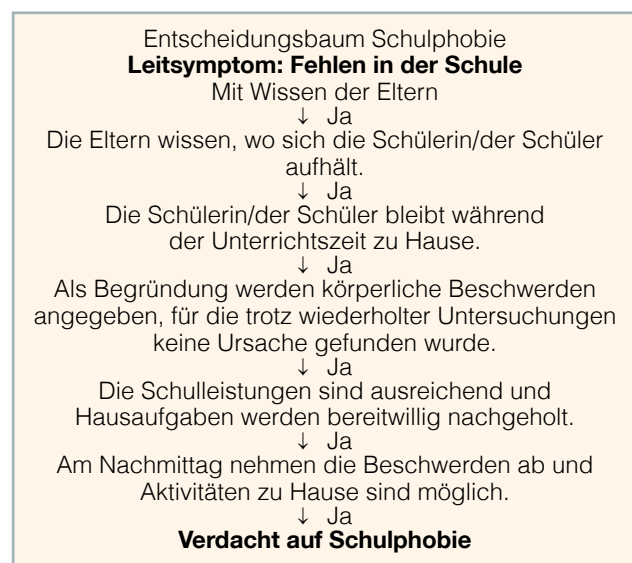 Entscheidungsbaum Schulphobie
Leitsymptom: Fehlen in der Schule
Mit Wissen der Eltern
↓ Ja
Die Eltern wissen, wo sich die Schülerin/der Schüler
aufhält.
↓ Ja
Die Schülerin/der Schüler bleibt während
der Unterrichtszeit zu Hause.
↓ Ja
Als Begründung werden körperliche Beschwerden
angegeben, für die trotz wiederholter Untersuchungen
keine Ursache gefunden wurde.
↓ Ja
Die Schulleistungen sind ausreichend und
Hausaufgaben werden bereitwillig nachgeholt.
↓ Ja
Am Nachmittag nehmen die Beschwerden ab und
Aktivitäten zu Hause sind möglich.
↓ Ja
Verdacht auf Schulphobie